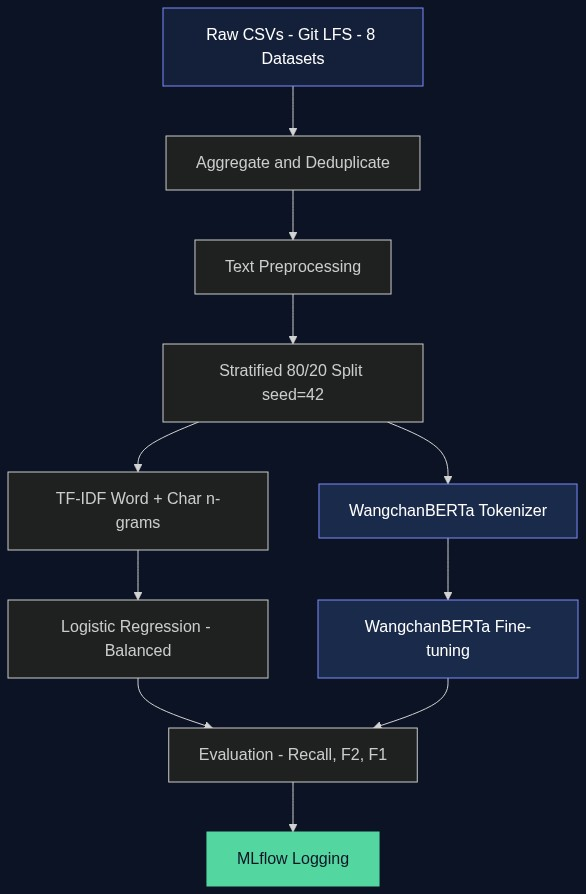 Raw CSVs - Git LFS - 8
Datasets
Aggregate and Deduplicate
Text Preprocessing
Stratified 80/20 Split
seed=42
TF-IDF Word + Char n-
grams
WangchanBERTa Tokenizer
Logistic Regression -
Balanced
WangchanBERTa Fine-
tuning
Evaluation - Recall, F2, F1
MLflow Logging